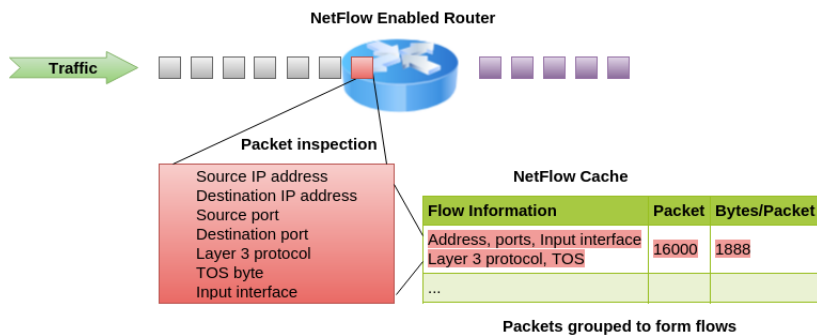 NetFlow Enabled Router
Traffic
Packet inspection
Source IP address
Destination IP address
Source port
Destination port
Layer 3 protocol
TOS byte
Input interface
NetFlow Cache
Flow Information Packet Bytes/Packet
Address, ports, Input interface
Layer 3 protocol, TOS
16000 1888
...
Packets grouped to form flows